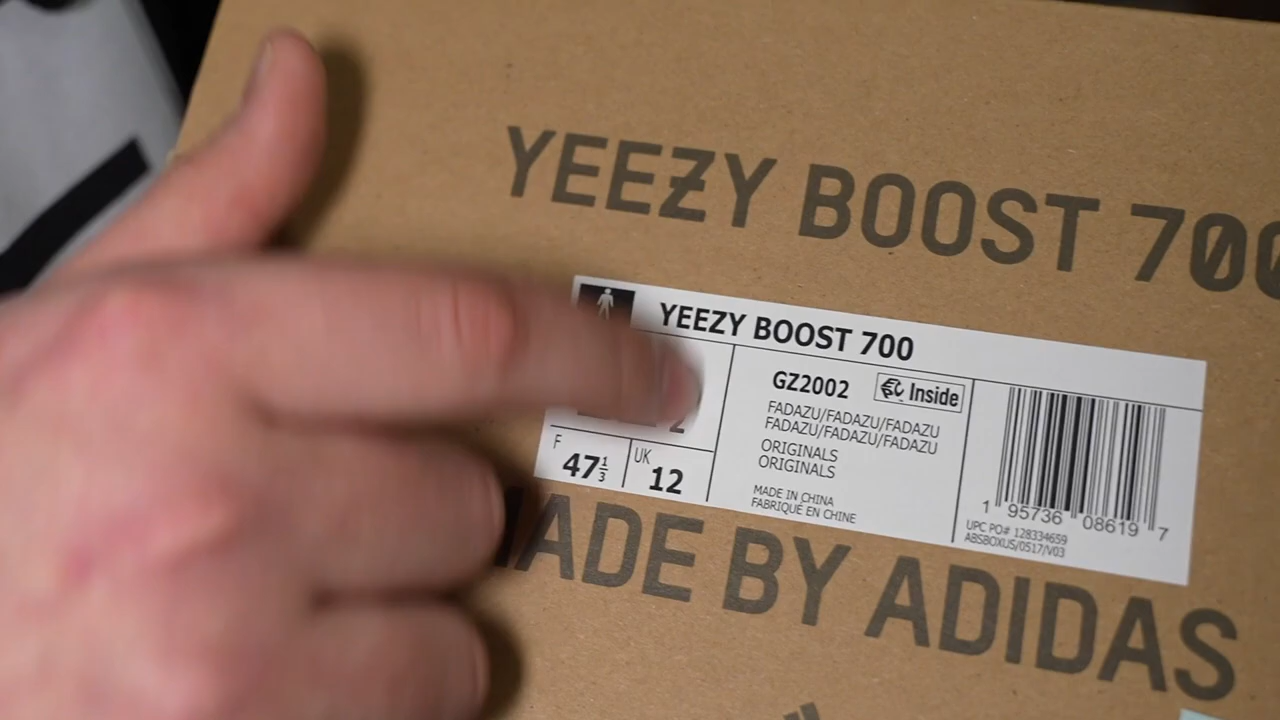 YEEZY BOOST 700
YEEZY BOOST 700
GZ2002
Inside
FADAZU/FADAZU/FADAZU
FADAZU/FADAZU/FADAZU
ORIGINALS
ORIGINALS
MADE IN CHINA
FABRIQUÉ EN CHINE
F
47 1/3
UK
12
1 95736 08619 7
UPC PO# 128334659
ABSBOXUS/0517/V03
MADE BY ADIDAS